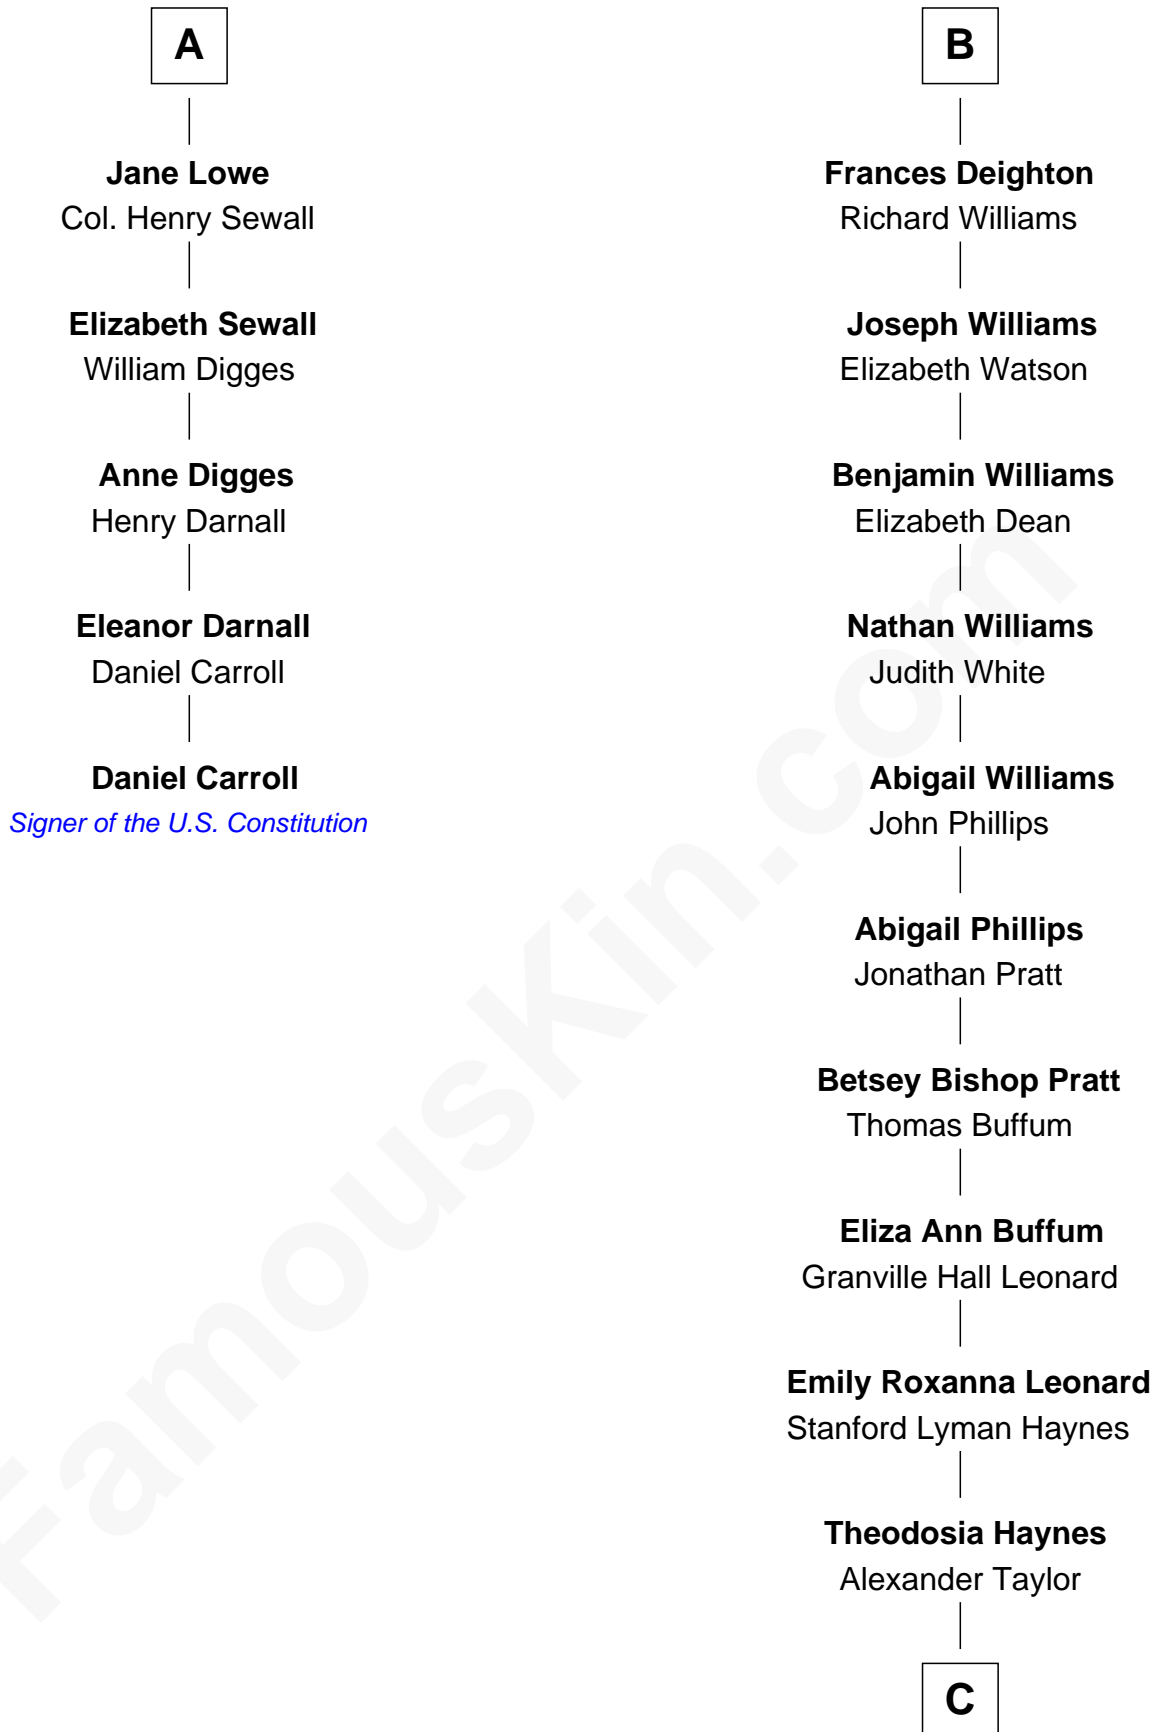 A
Jane Lowe
Col. Henry Sewall
Elizabeth Sewall
William Digges
Anne Digges
Henry Darnall
Eleanor Darnall
Daniel Carroll
Daniel Carroll
Signer of the U.S. Constitution
B
Frances Deighton
Richard Williams
Joseph Williams
Elizabeth Watson
Benjamin Williams
Elizabeth Dean
Nathan Williams
Judith White
Abigail Williams
John Phillips
Abigail Phillips
Jonathan Pratt
Betsey Bishop Pratt
Thomas Buffum
Eliza Ann Buffum
Granville Hall Leonard
Emily Roxanna Leonard
Stanford Lyman Haynes
Theodosia Haynes
Alexander Taylor
C
FamousKin.com